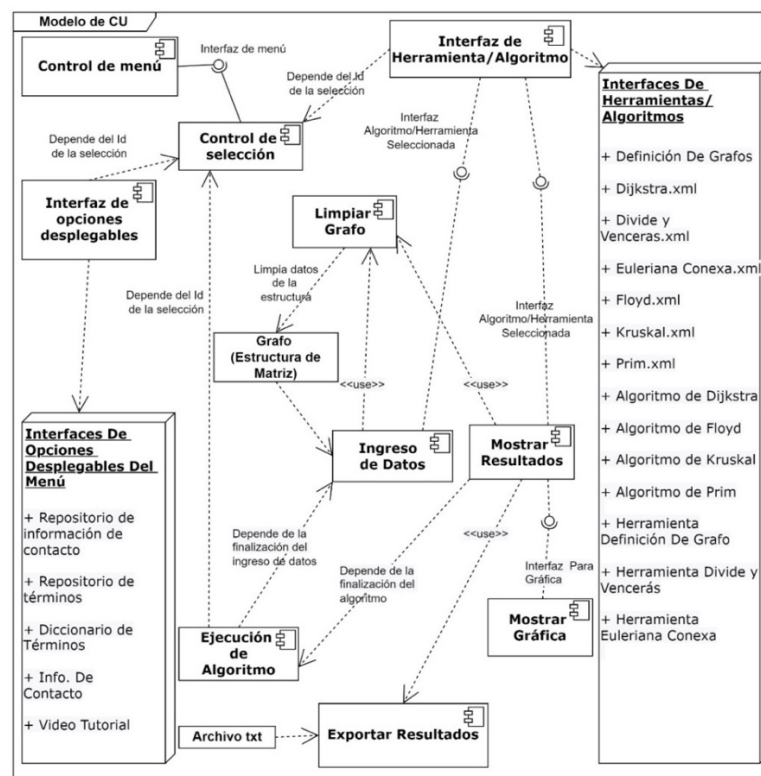 Modelo de CU
Control de menú
Interfaz de menú
Interfaz de
Herramienta/Algoritmo
Depende del Id
de la selección
Control de
selección
Depende del Id
de la selección
Interfaz de
opciones
desplegables
Interfaz
Algoritmo/Herramienta
Seleccionada
Limpiar
Grafo
Limpia datos
de la
estructura
Depende del Id
de la selección
Grafo
(Estructura de
Matriz)
Interfaz
Algoritmo/Herramienta
Seleccionada
<<use>>
<<use>>
Ingreso
de Datos
Mostrar
Resultados
Depende de la
finalización del
ingreso de datos
<<use>>
Depende de la
finalización del
algoritmo
Interfaz Para
Gráfica
Mostrar
Gráfica
Ejecución
de
Algoritmo
Archivo txt
Exportar Resultados
Interfaces De
Opciones
Desplegables Del
Menú
+ Repositorio de
información de
contacto
+ Repositorio de
términos
+ Diccionario de
Términos
+ Info. De
Contacto
+ Video Tutorial
Interfaces De
Herramientas/
Algoritmos
+ Definición De Grafos
+ Dijkstra.xml
+ Divide y
Venceras.xml
+ Euleriana Conexa.xml
+ Floyd.xml
+ Kruskal.xml
+ Prim.xml
+ Algoritmo de Dijkstra
+ Algoritmo de Floyd
+ Algoritmo de Kruskal
+ Algoritmo de Prim
+ Herramienta
Definición De Grafo
+ Herramienta Divide y
Vencerás
+ Herramienta
Euleriana Conexa